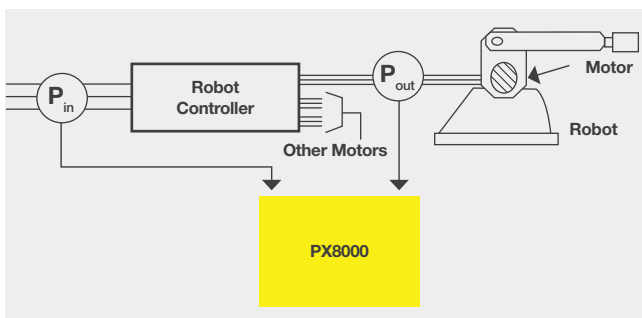 P in
Robot
Controller
P out
Motor
Robot
Other Motors
PX8000